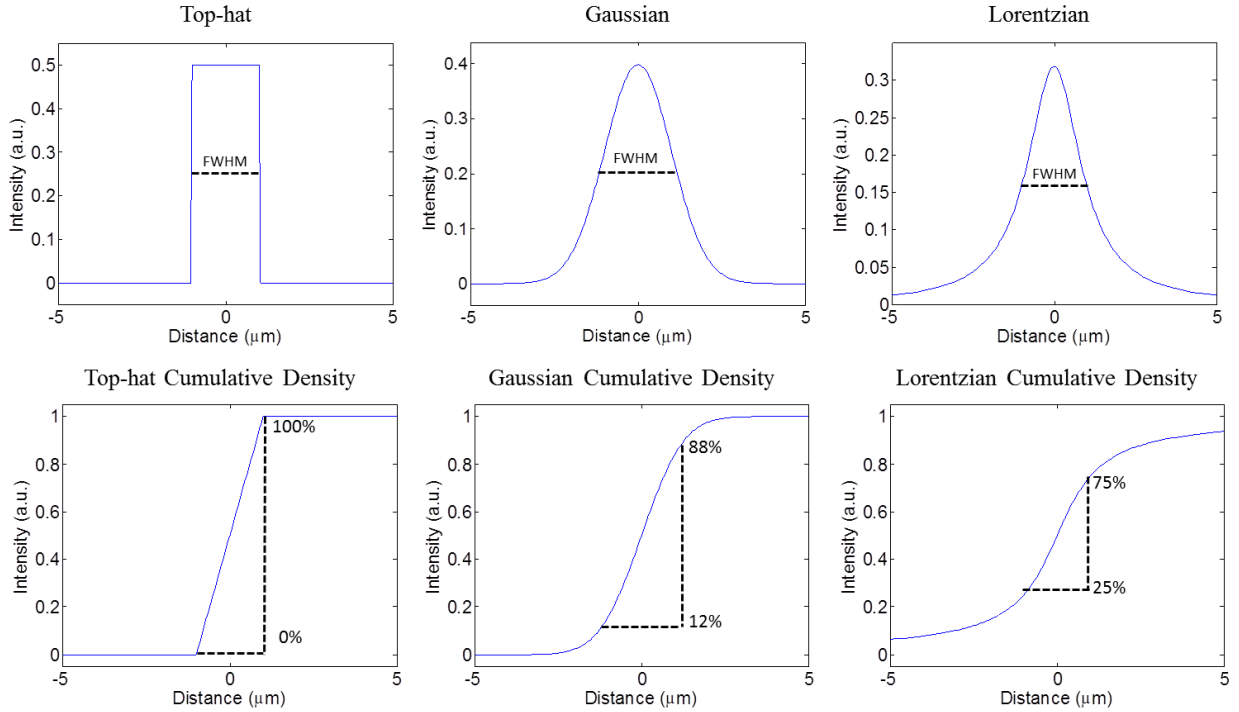 Top-hat
Gaussian
Lorentzian
Intensity (a.u.)
0.5
0.4
0.3
0.2
0.1
0
FWHM
-5
0
5
Distance (μm)
Intensity (a.u.)
0.4
0.3
0.2
0.1
0
FWHM
-5
0
5
Distance (μm)
Intensity (a.u.)
0.3
0.25
0.2
0.15
0.1
0.05
0
FWHM
-5
0
5
Distance (μm)
Top-hat Cumulative Density
Gaussian Cumulative Density
Lorentzian Cumulative Density
Intensity (a.u.)
1
0.8
0.6
0.4
0.2
0
100%
0%
-5
0
5
Distance (μm)
Intensity (a.u.)
1
0.8
0.6
0.4
0.2
0
88%
12%
-5
0
5
Distance (μm)
Intensity (a.u.)
1
0.8
0.6
0.4
0.2
0
75%
25%
-5
0
5
Distance (μm)